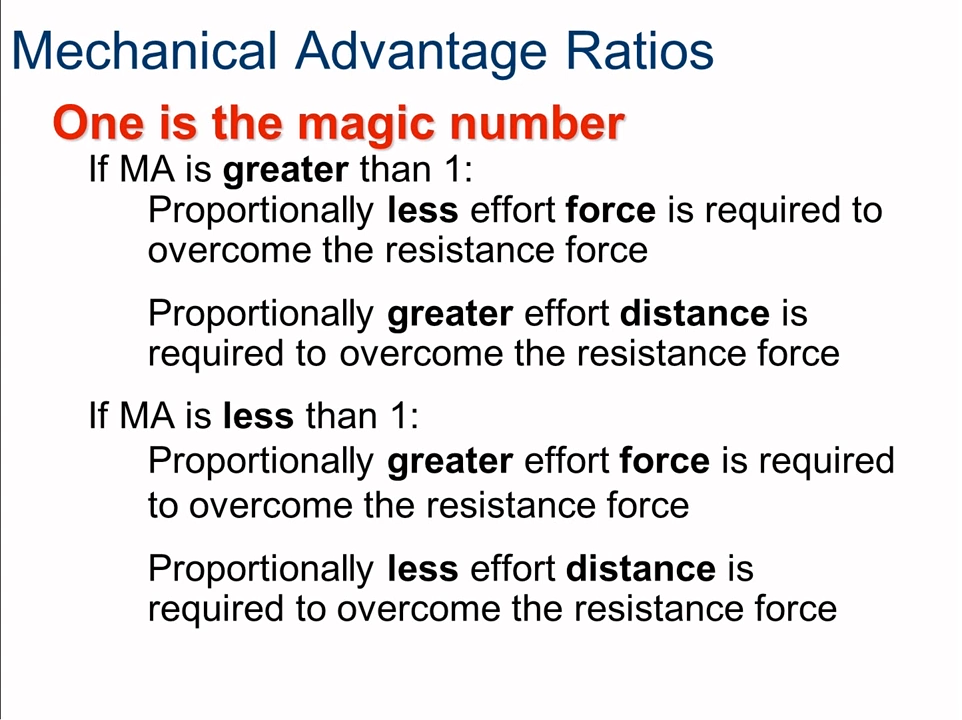 Mechanical Advantage Ratios
One is the magic number
If MA is greater than 1:
Proportionally less effort force is required to
overcome the resistance force
Proportionally greater effort distance is
required to overcome the resistance force
If MA is less than 1:
Proportionally greater effort force is required
to overcome the resistance force
Proportionally less effort distance is
required to overcome the resistance force